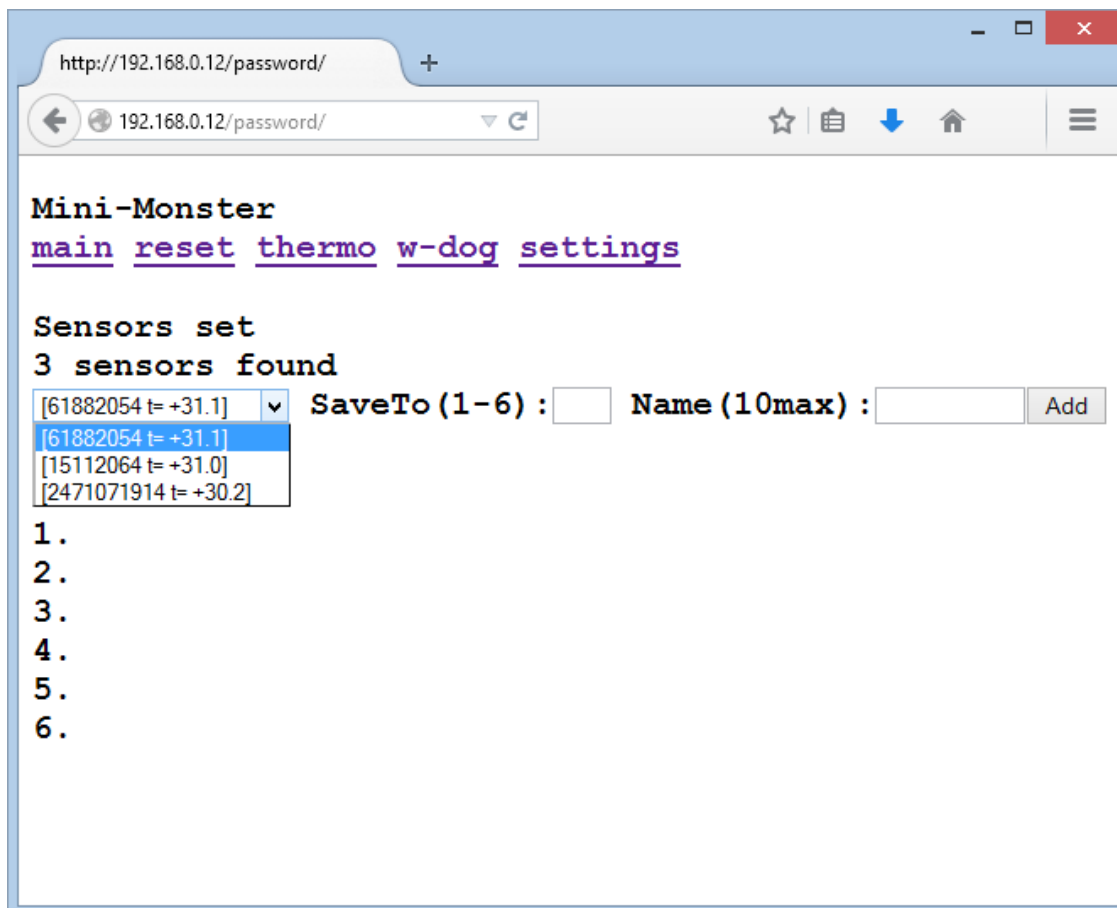 http://192.168.0.12/password/
192.168.0.12/password/
Mini-Monster
main reset thermo w-dog settings
Sensors set
3 sensors found
[61882054 t= +31.1] SaveTo(1-6): Name(10max): Add
[61882054 t= +31.1]
[15112064 t= +31.0]
[2471071914 t= +30.2]
1.
2.
3.
4.
5.
6.